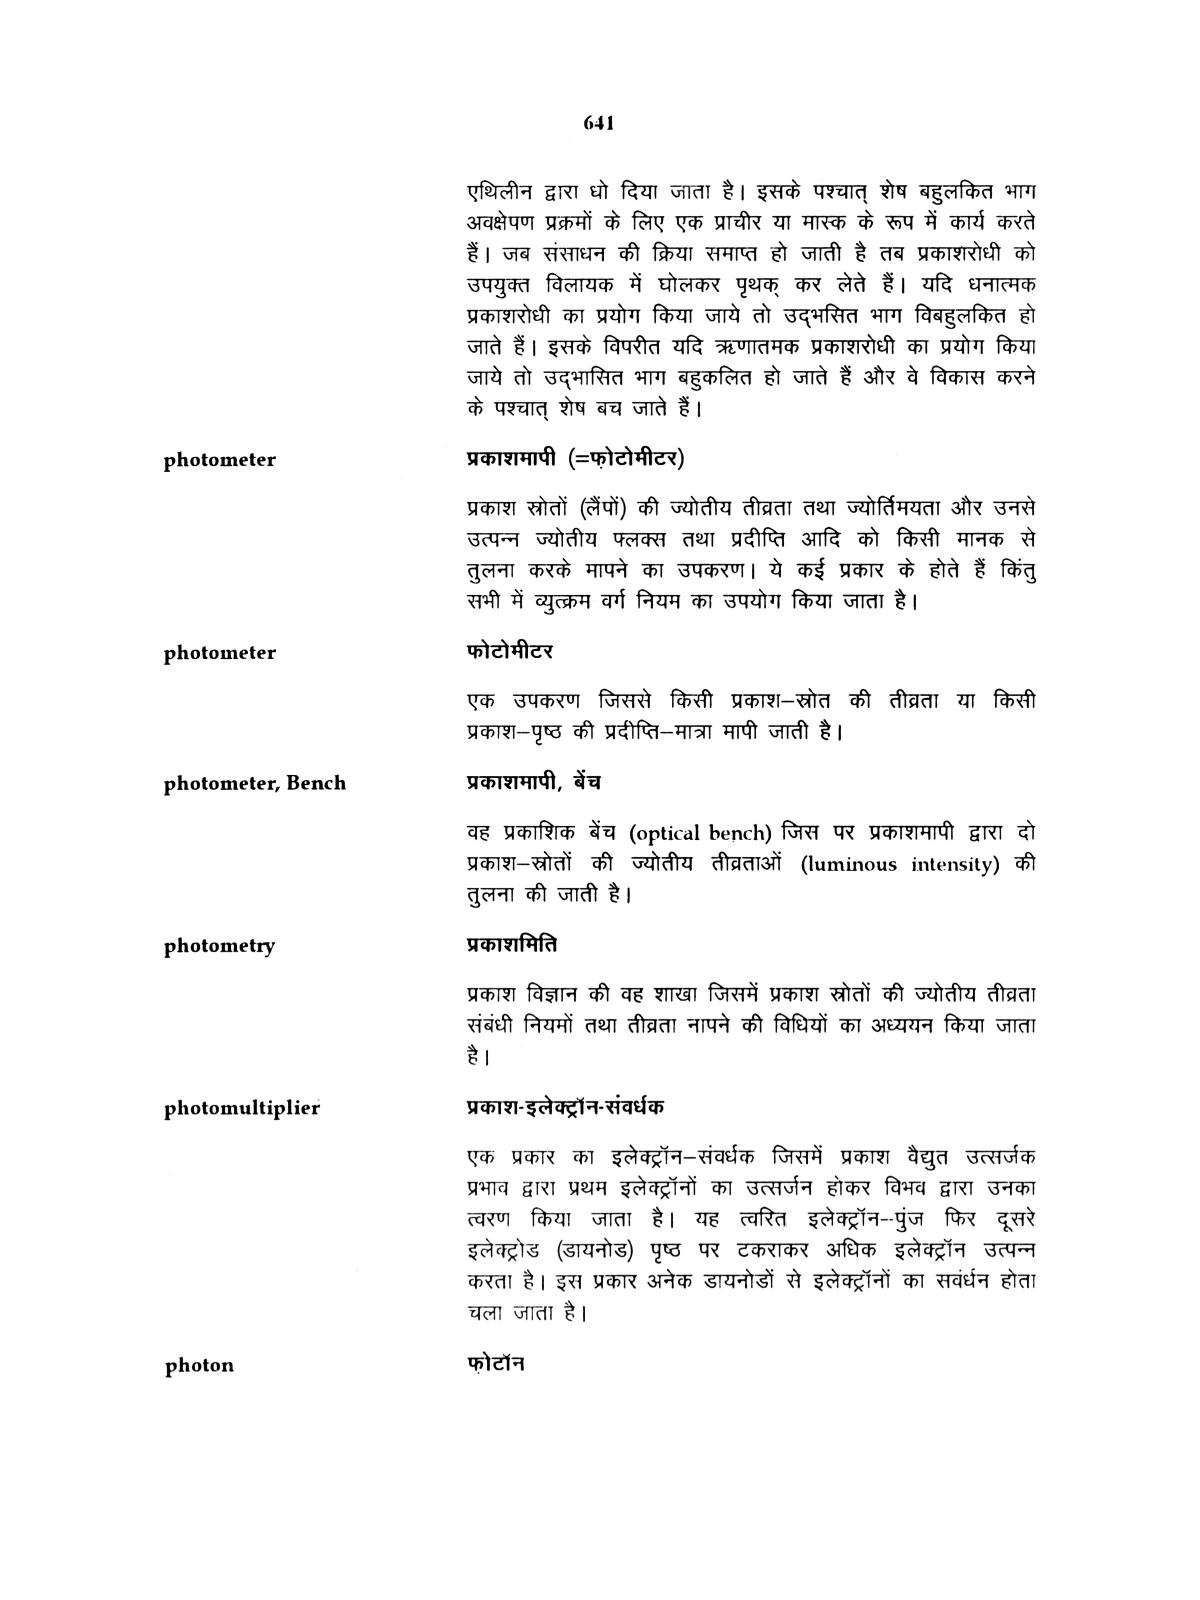 641
एथिलीन द्वारा धो दिया जाता है। इसके पश्चात् शेष बहुलकित भाग
अवक्षेपण प्रक्रमों के लिए एक प्राचीर या मास्क के रूप में कार्य करते
हैं। जब संसाधन की क्रिया समाप्त हो जाती है तब प्रकाशरोधी को
उपयुक्त विलायक में घोलकर पृथक् कर लेते हैं। यदि धनात्मक
प्रकाशरोधी का प्रयोग किया जाये तो उद्भसित भाग विबहुलकित हो
जाते हैं। इसके विपरीत यदि ऋणातमक प्रकाशरोधी का प्रयोग किया
जाये तो उद्भासित भाग बहुकलित हो जाते हैं और वे विकास करने
के पश्चात् शेष बच जाते हैं।
photometer प्रकाशमापी (=फ़ोटोमीटर)
प्रकाश स्रोतों (लैंपों) की ज्योतीय तीव्रता तथा ज्योर्तिमयता और उनसे
उत्पन्न ज्योतीय फ्लक्स तथा प्रदीप्ति आदि को किसी मानक से
तुलना करके मापने का उपकरण। ये कई प्रकार के होते हैं किंतु
सभी में व्युत्क्रम वर्ग नियम का उपयोग किया जाता है।
photometer फोटोमीटर
एक उपकरण जिससे किसी प्रकाश–स्रोत की तीव्रता या किसी
प्रकाश–पृष्ठ की प्रदीप्ति–मात्रा मापी जाती है।
photometer, Bench प्रकाशमापी, बेंच
वह प्रकाशिक बेंच (optical bench) जिस पर प्रकाशमापी द्वारा दो
प्रकाश–स्रोतों की ज्योतीय तीव्रताओं (luminous intensity) की
तुलना की जाती है।
photometry प्रकाशमिति
प्रकाश विज्ञान की वह शाखा जिसमें प्रकाश स्रोतों की ज्योतीय तीव्रता
संबंधी नियमों तथा तीव्रता नापने की विधियों का अध्ययन किया जाता
है।
photomultiplier प्रकाश-इलेक्ट्रॉन-संवर्धक
एक प्रकार का इलेक्ट्रॉन–संवर्धक जिसमें प्रकाश वैद्युत उत्सर्जक
प्रभाव द्वारा प्रथम इलेक्ट्रॉनों का उत्सर्जन होकर विभव द्वारा उनका
त्वरण किया जाता है। यह त्वरित इलेक्ट्रॉन–पुंज फिर दूसरे
इलेक्ट्रोड (डायनोड) पृष्ठ पर टकराकर अधिक इलेक्ट्रॉन उत्पन्न
करता है। इस प्रकार अनेक डायनोडों से इलेक्ट्रॉनों का सवंर्धन होता
चला जाता है।
photon फ़ोटॉन